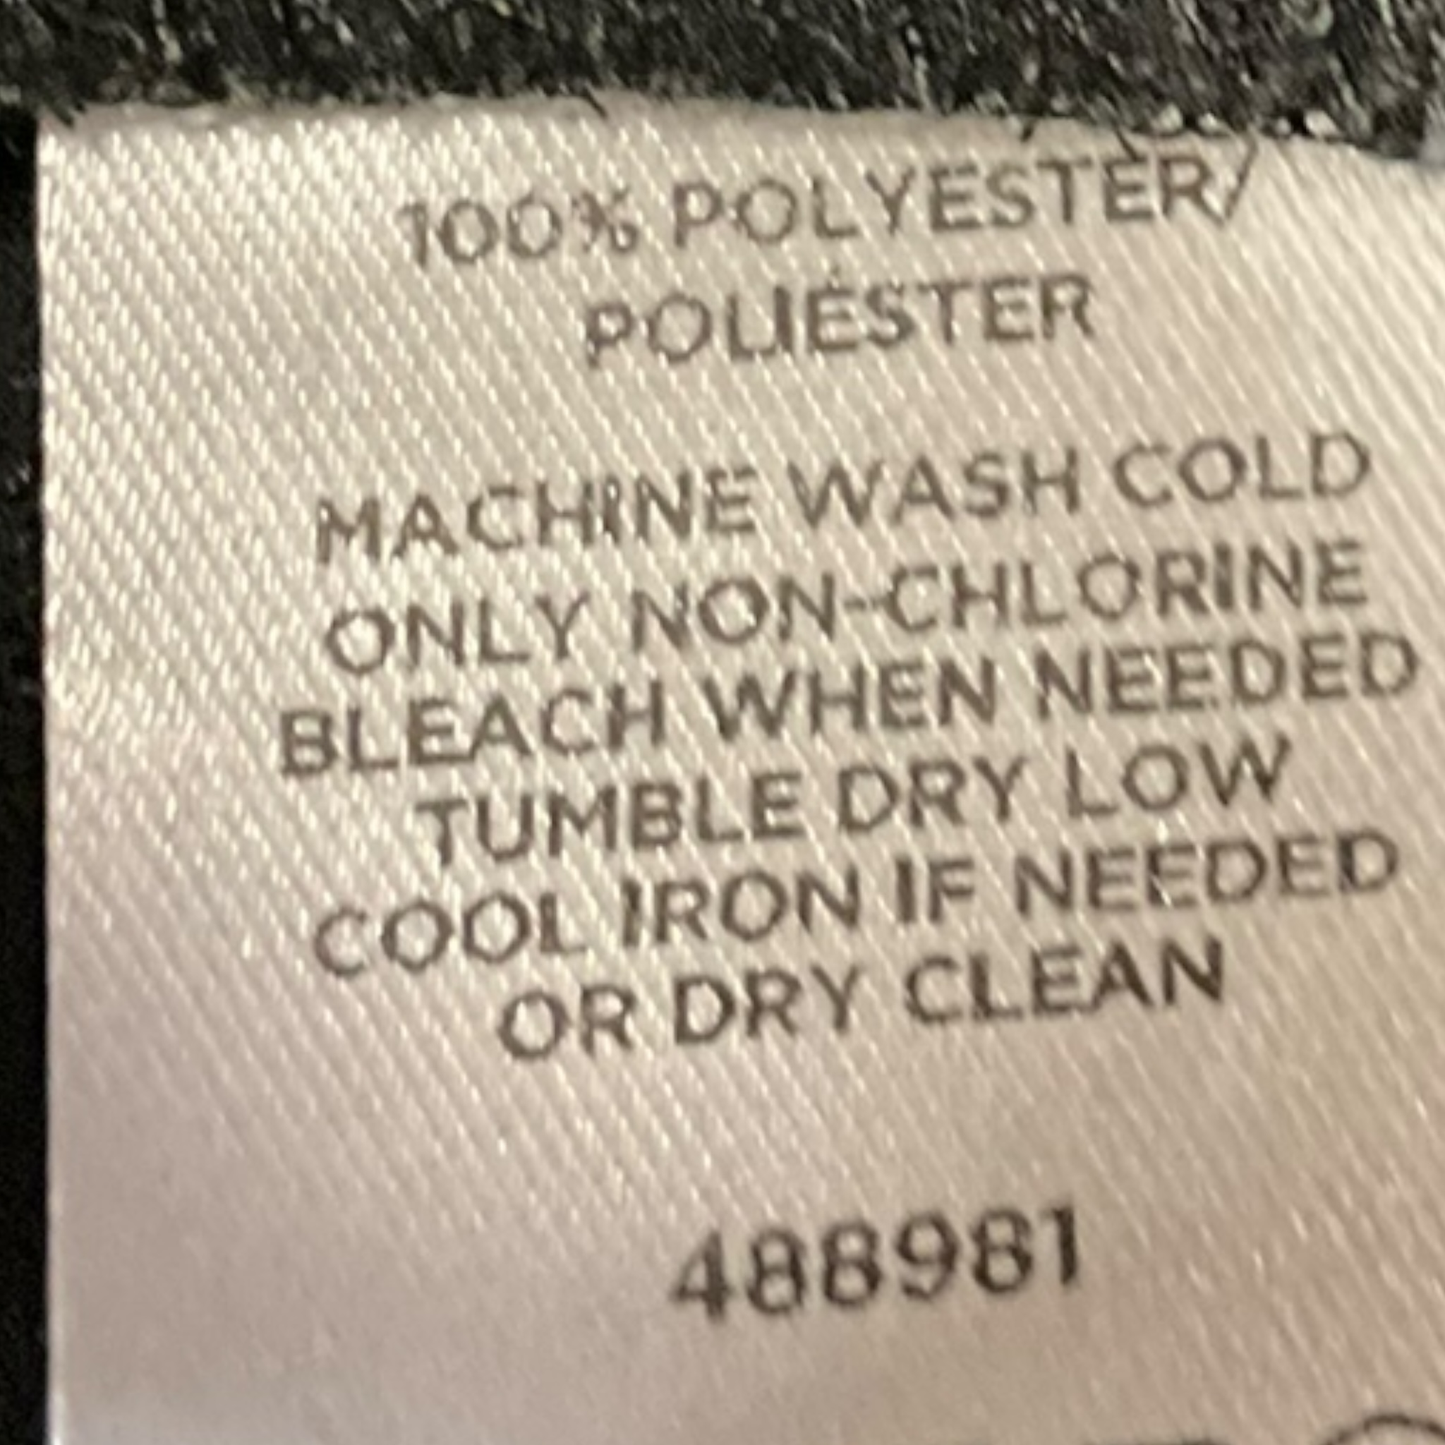 100% POLYESTER/
POLIÉSTER
MACHINE WASH COLD
ONLY NON-CHLORINE
BLEACH WHEN NEEDED
TUMBLE DRY LOW
COOL IRON IF NEEDED
OR DRY CLEAN
488981